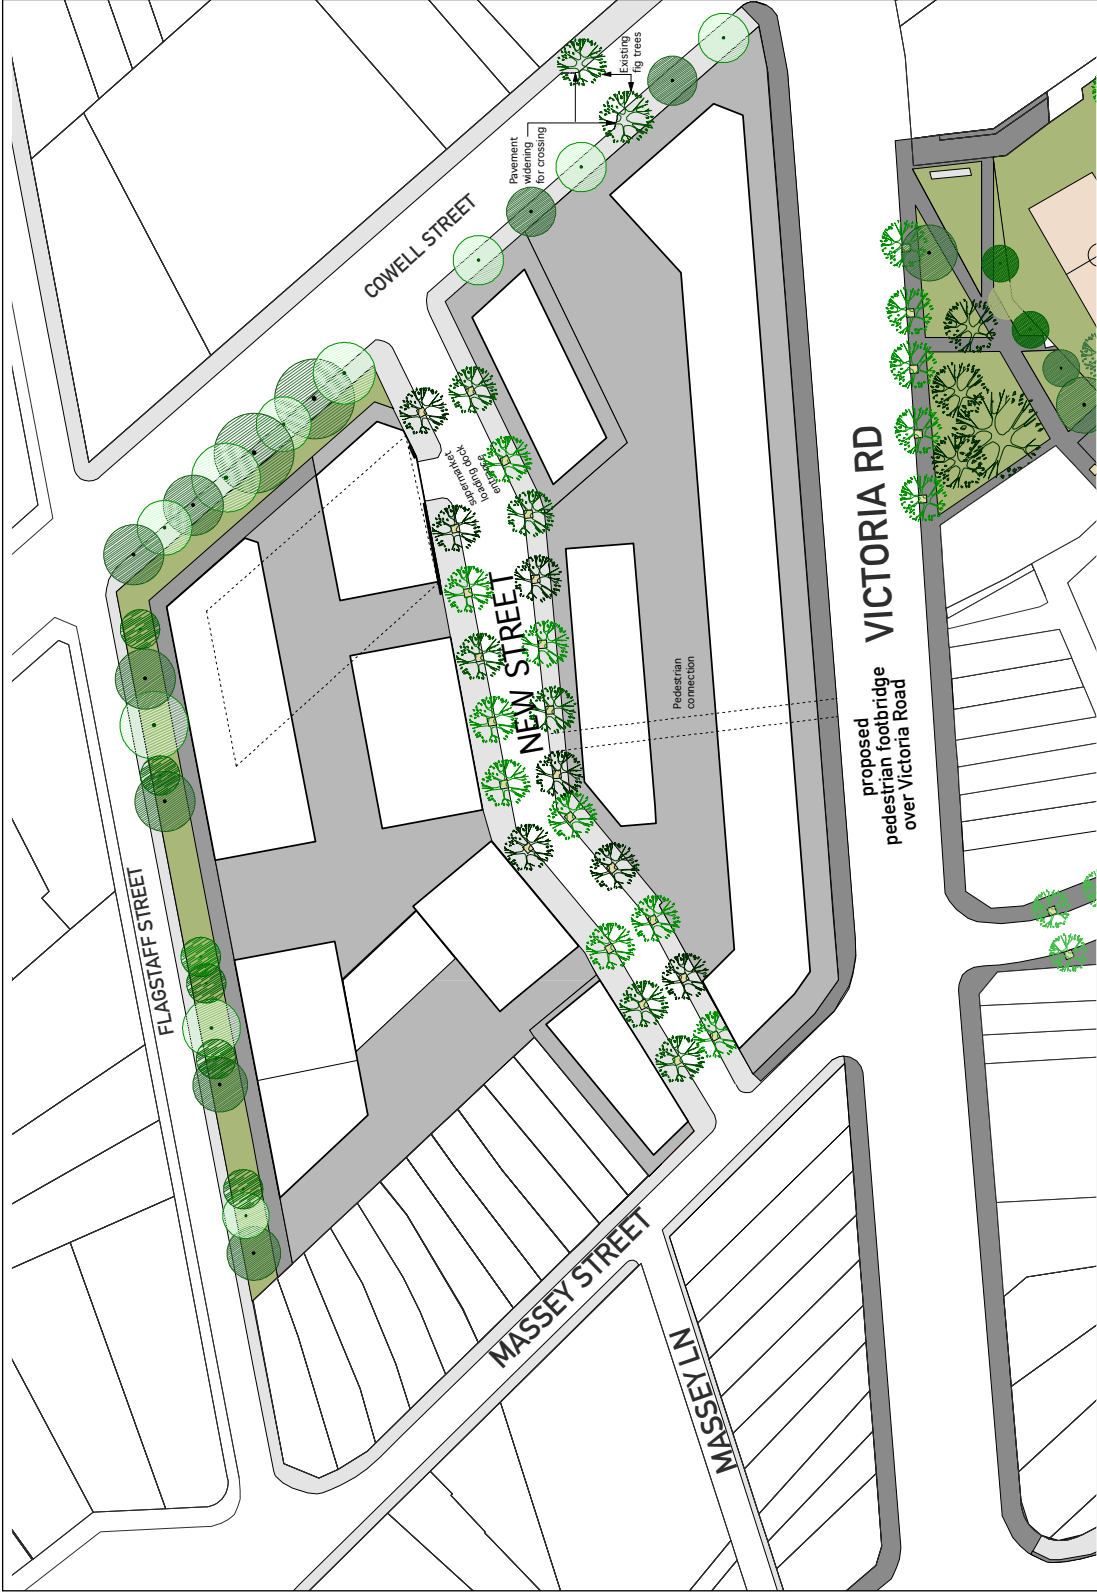 Existing
fig trees
Pavement
widening
for crossing
COWELL STREET
supermarket
loading dock
entrance
NEW STREET
Pedestrian
connection
VICTORIA RD
proposed
pedestrian footbridge
over Victoria Road
FLAGSTAFF STREET
MASSEY STREET
MASSEY LN